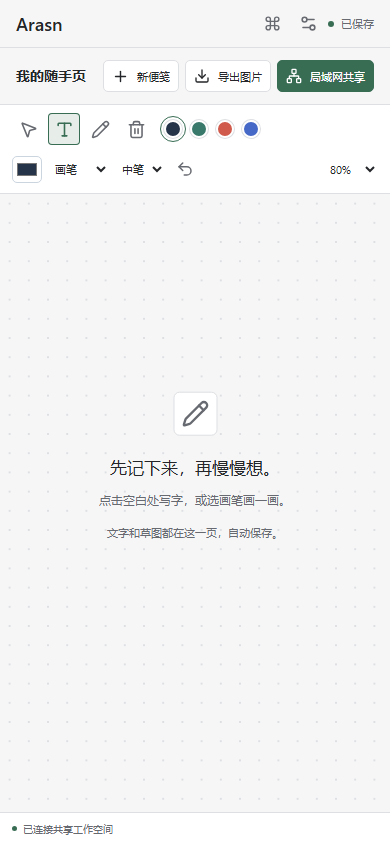 Arasn
已保存
我的随手页
新便笺
导出图片
局域网共享
画笔
中笔
80%
先记下来，再慢慢想。
点击空白处写字，或选画笔画一画。
文字和草图都在这一页，自动保存。
已连接共享工作空间